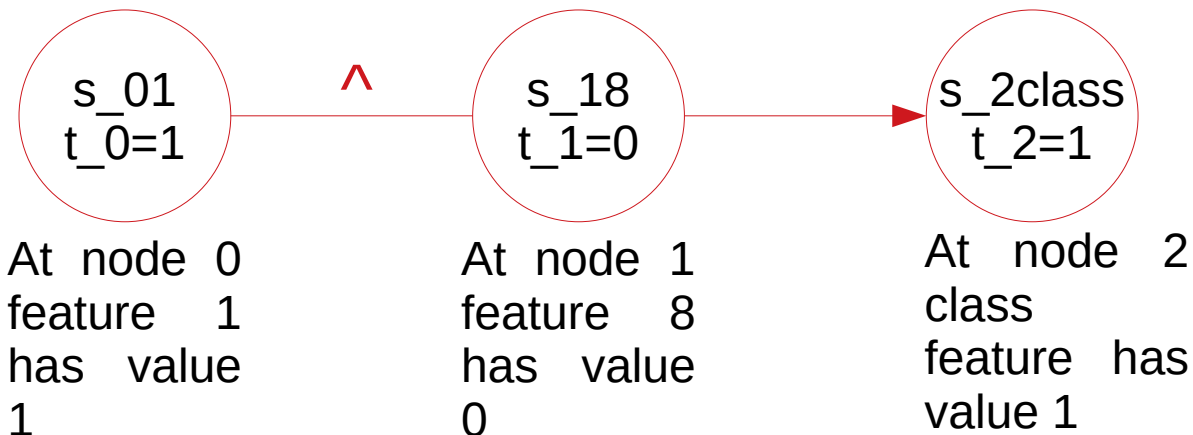 s_01
t_0=1
^
s_18
t_1=0
s_2class
t_2=1
At node 0
feature 1
has value
1
At node 1
feature 8
has value
0
At node 2
class
feature has
value 1